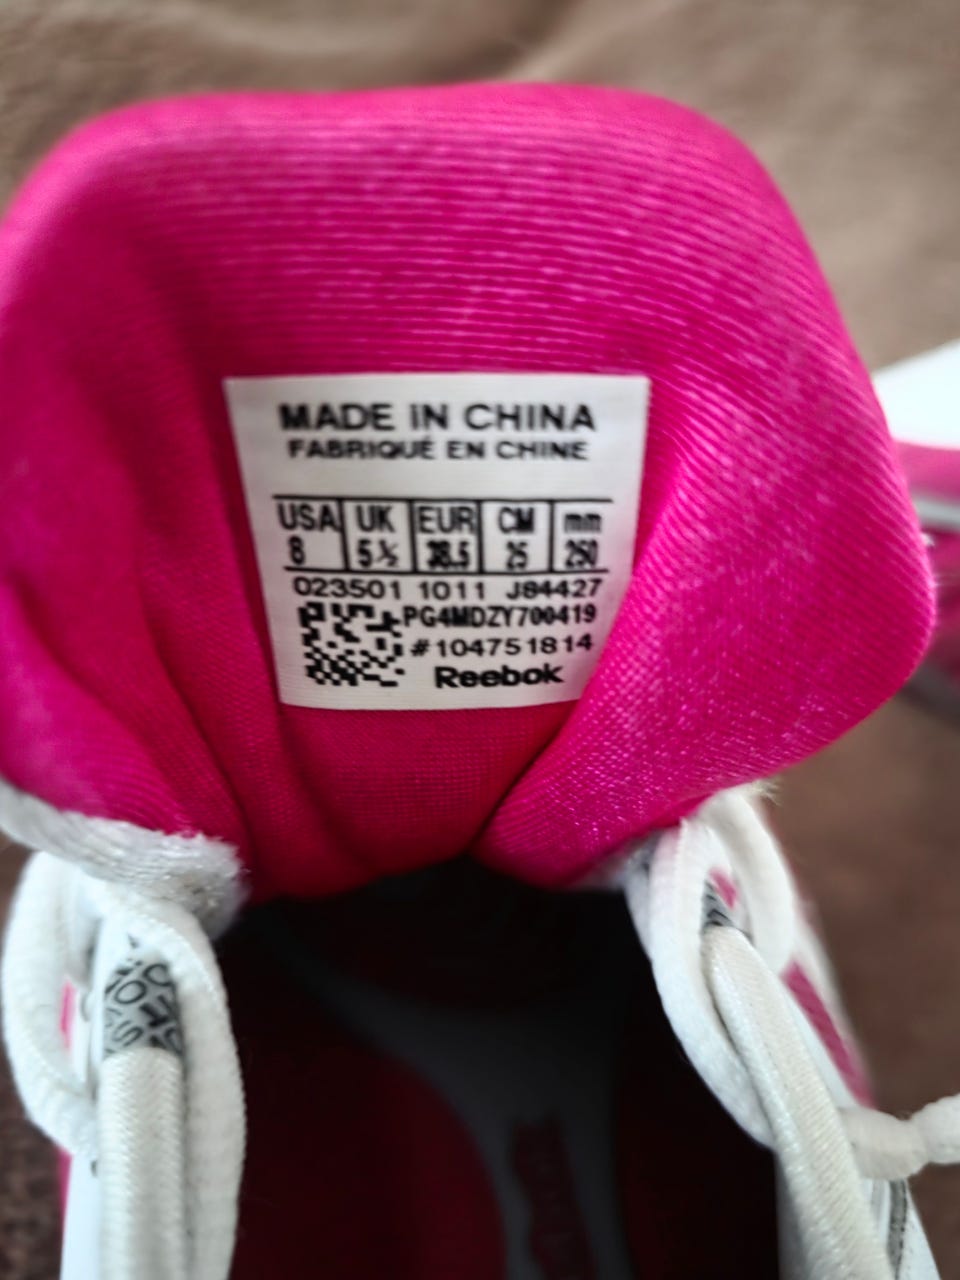 MADE IN CHINA
FABRIQUÉ EN CHINE
USA UK EUR CM mm
8 5½ 38.5 25 250
023501 1011 J84427
PG4MDZY700419
#104751814
Reebok